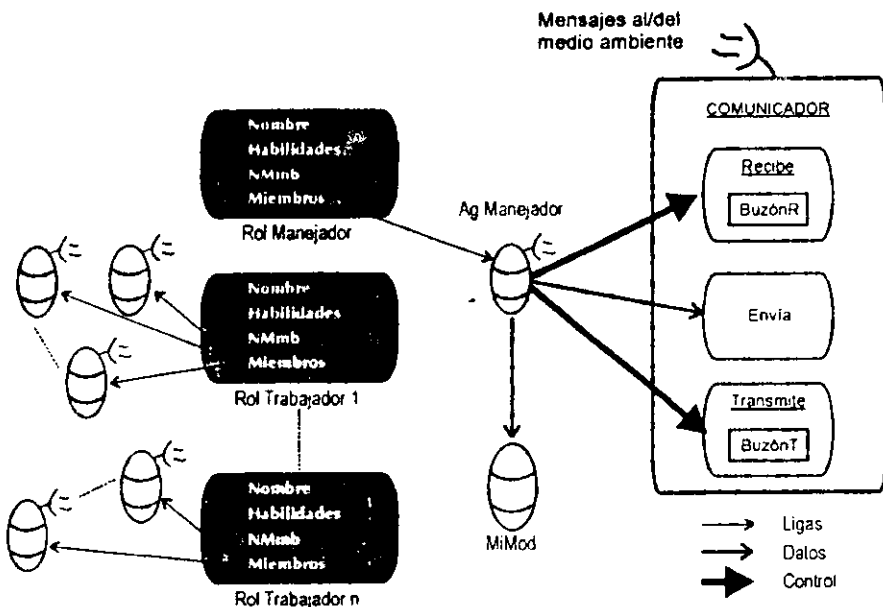 Mensajes al/del
medio ambiente
COMUNICADOR
Recibe
BuzónR
Envía
Transmite
BuzónT
Nombre
Habilidades
NMmb
Miembros
Rol Manejador
Ag Manejador
Nombre
Habilidades
NMmb
Miembros
Rol Trabajador 1
Nombre
Habilidades
NMmb
Miembros
Rol Trabajador n
MiMod
Ligas
Datos
Control